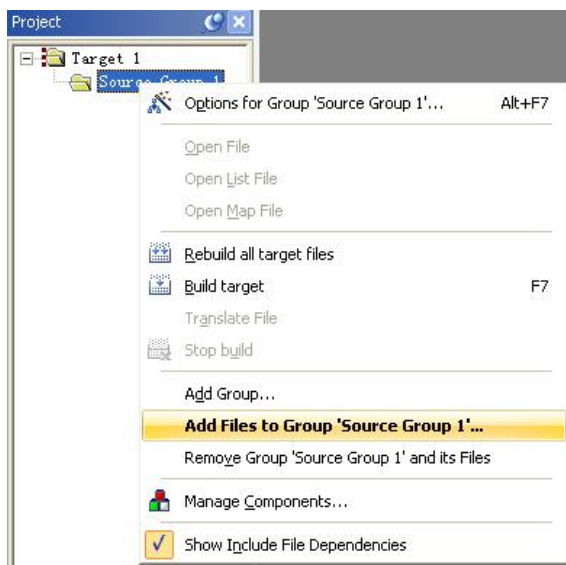 Project
Target 1
Source Group 1
Options for Group 'Source Group 1'... Alt+F7
Open File
Open List File
Open Map File
Rebuild all target files
Build target F7
Translate File
Stop build
Add Group...
Add Files to Group 'Source Group 1'...
Remove Group 'Source Group 1' and its Files
Manage Components...
Show Include File Dependencies